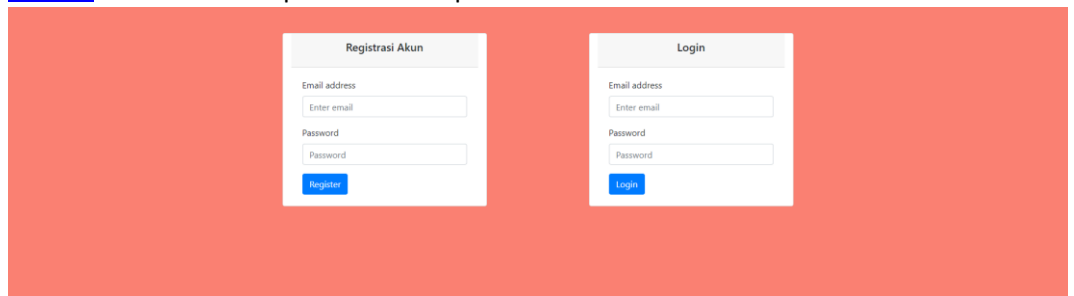 Registrasi Akun
Email address
Enter email
Password
Password
Register
Login
Email address
Enter email
Password
Password
Login